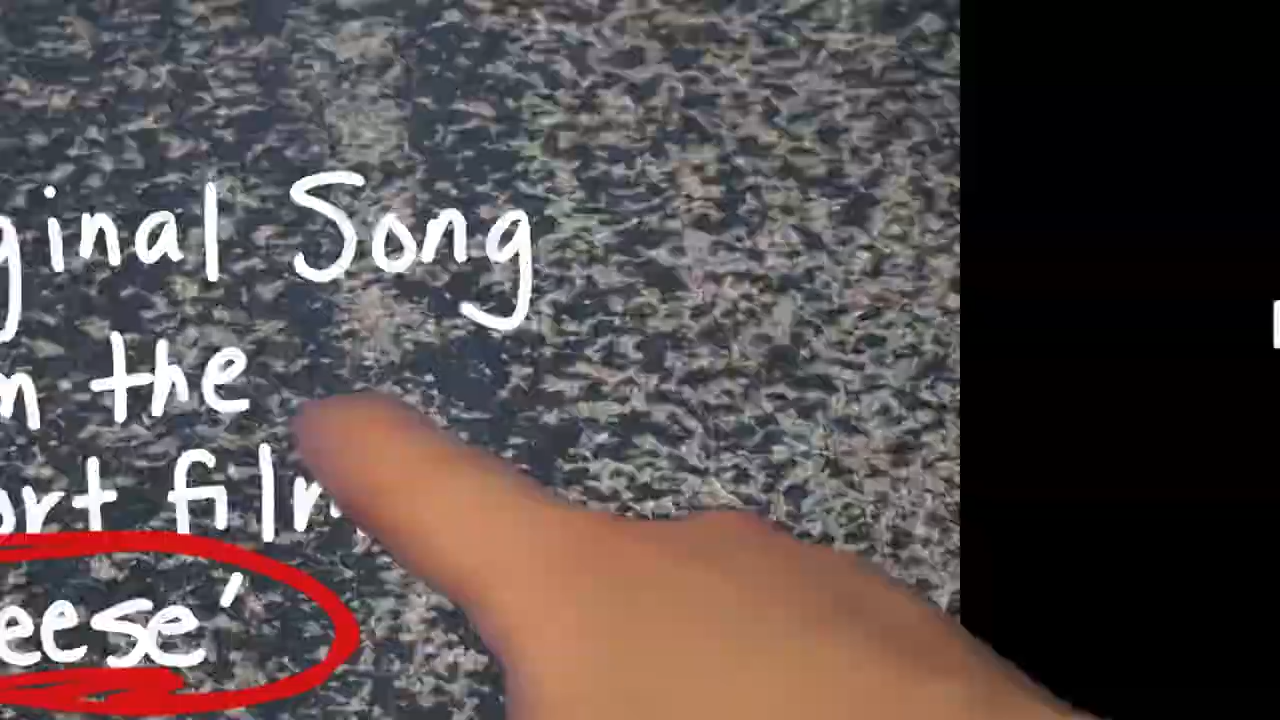 ginal Song
m the
ort film
eese'